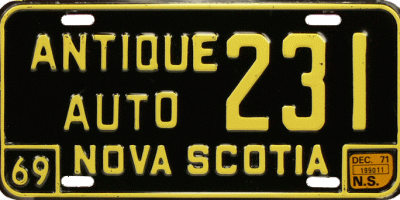 ANTIQUE
AUTO 231
69 NOVA SCOTIA
DEC. 71
199011
N.S.